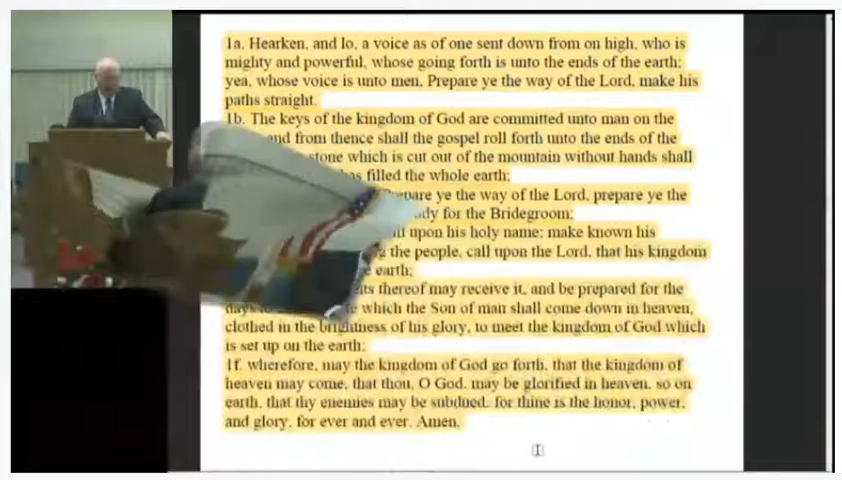 1a. Hearken, and lo, a voice as of one sent down from on high, who is
mighty and powerful, whose going forth is unto the ends of the earth;
yea, whose voice is unto men, Prepare ye the way of the Lord, make his
paths straight.
1b. The keys of the kingdom of God are committed unto man on the
and from thence shall the gospel roll forth unto the ends of the
stone which is cut out of the mountain without hands shall
has filled the whole earth;
Prepare ye the way of the Lord, prepare ye the
for the Bridegroom;
upon his holy name; make known his
the people, call upon the Lord, that his kingdom
earth;
thereof may receive it, and be prepared for the
days which the Son of man shall come down in heaven,
clothed in the brightness of his glory, to meet the kingdom of God which
is set up on the earth;
1f. wherefore, may the kingdom of God go forth, that the kingdom of
heaven may come, that thou, O God, may be glorified in heaven, so on
earth, that thy enemies may be subdued, for thine is the honor, power,
and glory, for ever and ever. Amen.